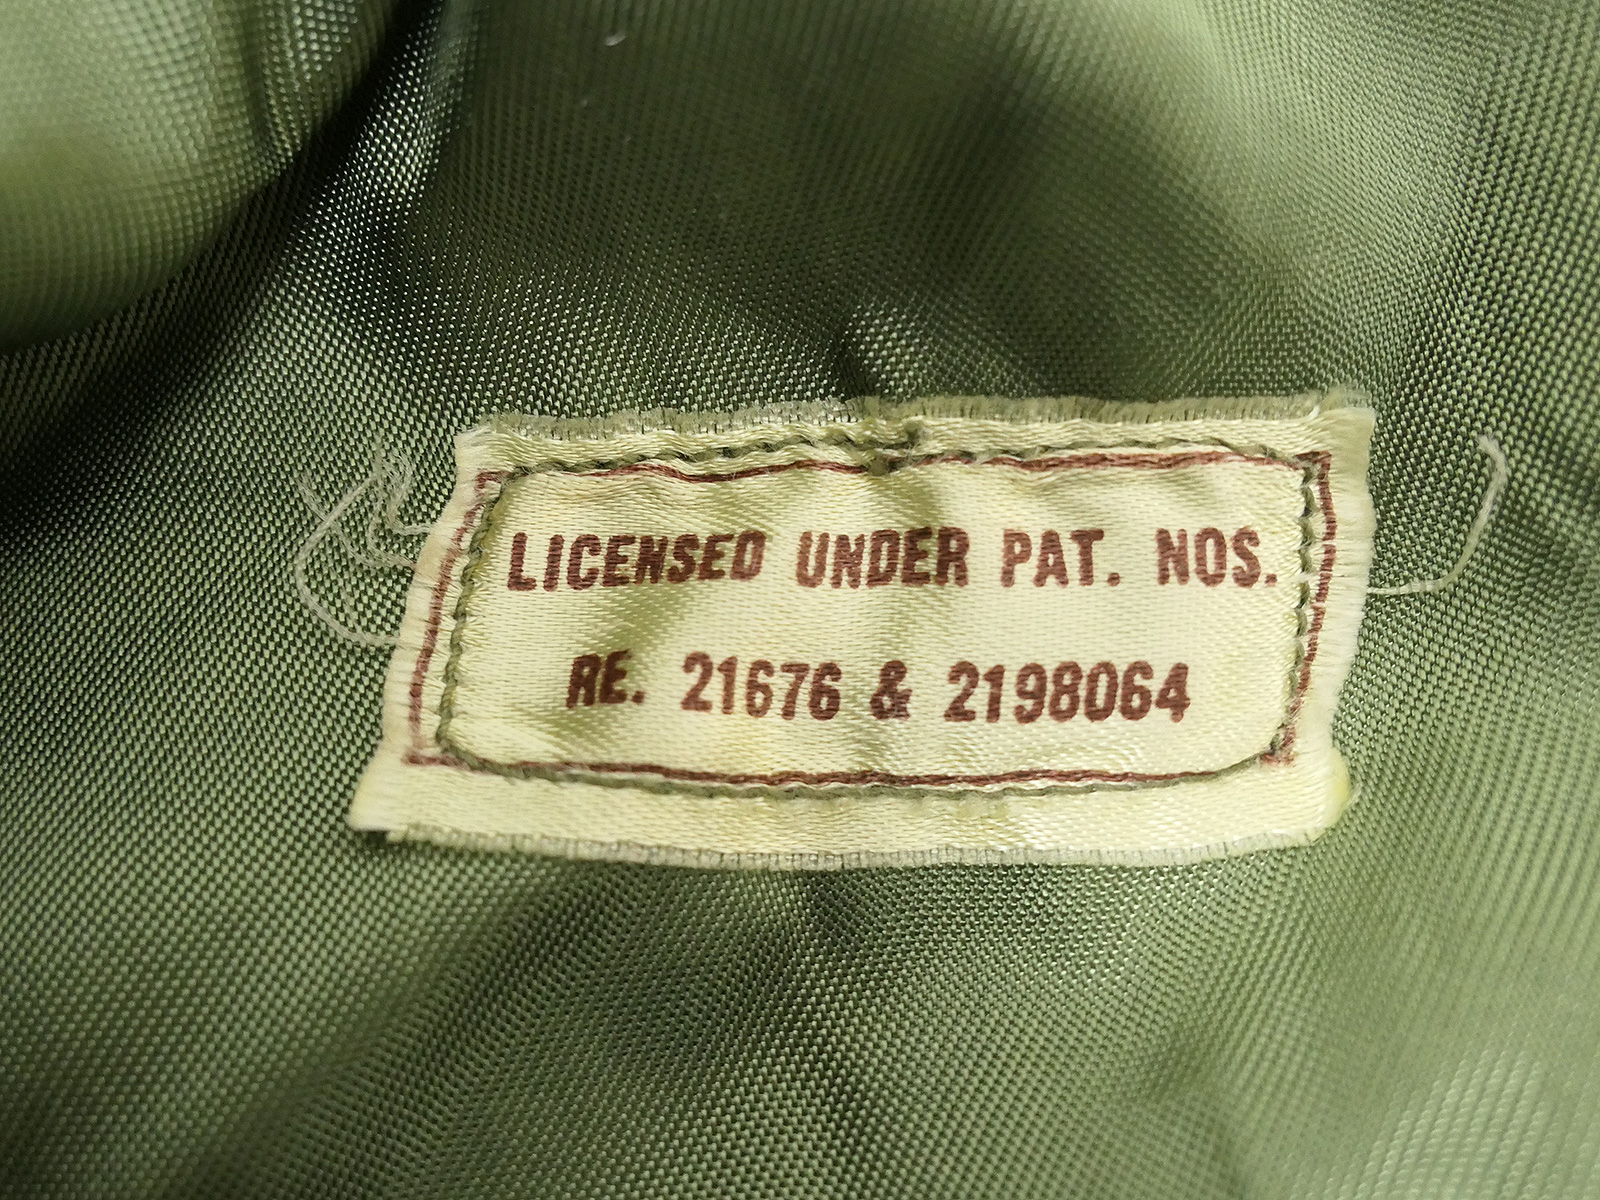 LICENSED UNDER PAT. NOS.
RE. 21676 & 2198064